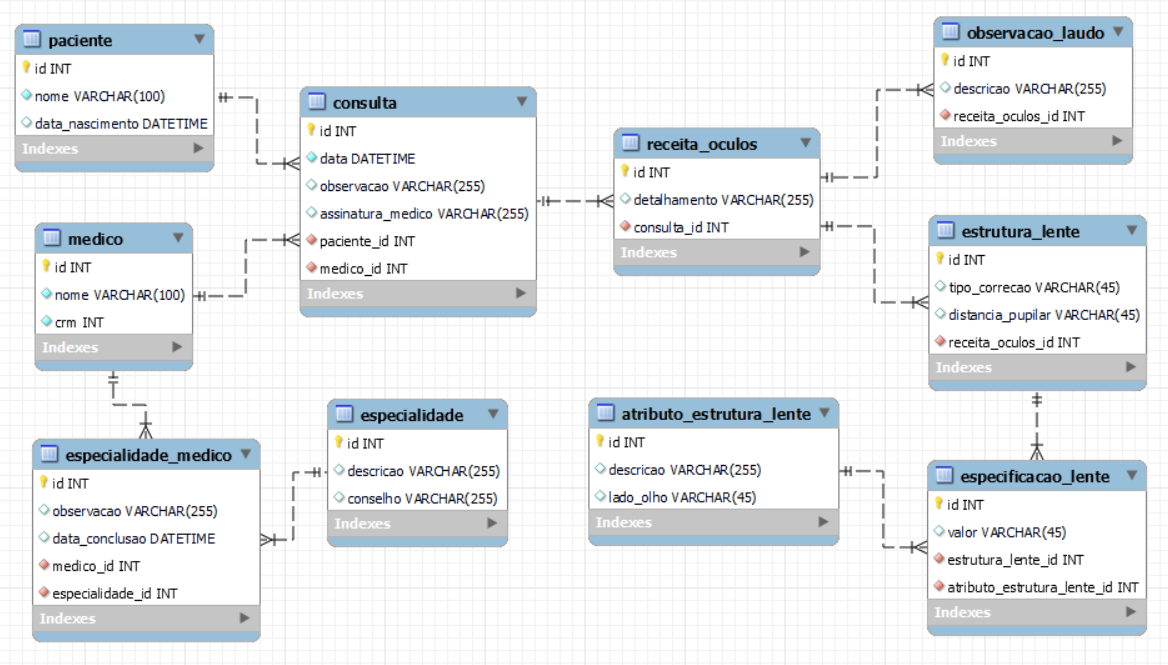 paciente
id INT
nome VARCHAR(100)
data_nascimento DATETIME
Indexes
consulta
id INT
data DATETIME
observacao VARCHAR(255)
assinatura_medico VARCHAR(255)
paciente_id INT
medico_id INT
Indexes
receita_oculos
id INT
detalhamento VARCHAR(255)
consulta_id INT
Indexes
observacao_laudo
id INT
descricao VARCHAR(255)
receita_oculos_id INT
Indexes
medico
id INT
nome VARCHAR(100)
crm INT
Indexes
estrutura_lente
id INT
tipo_correcao VARCHAR(45)
distancia_pupilar VARCHAR(45)
receita_oculos_id INT
Indexes
especialidade_medico
id INT
observacao VARCHAR(255)
data_conclusao DATETIME
medico_id INT
especialidade_id INT
Indexes
especialidade
id INT
descricao VARCHAR(255)
conselho VARCHAR(255)
Indexes
atributo_estrutura_lente
id INT
descricao VARCHAR(255)
lado_olho VARCHAR(45)
Indexes
especificacao_lente
id INT
valor VARCHAR(45)
estrutura_lente_id INT
atributo_estrutura_lente_id INT
Indexes